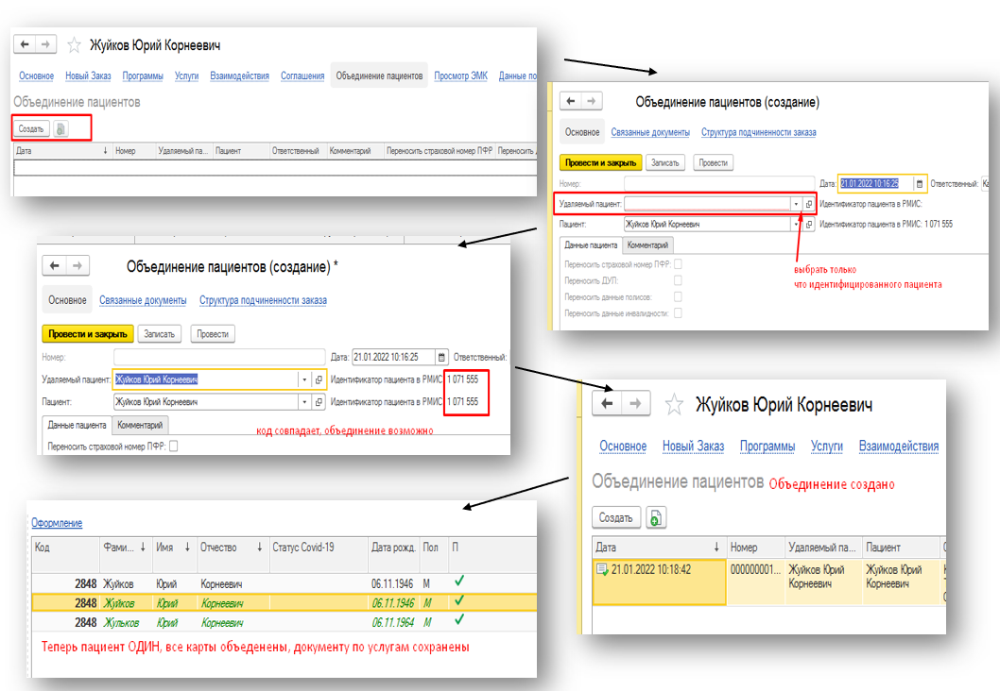 Жуйков Юрий Корнеевич
Основное Новый Заказ Программы Услуги Взаимодействия Соглашения Объединение пациентов Просмотр ЭМК Данные по
Объединение пациентов
Создать
Дата ↓ Номер Удаляемый па... Пациент Ответственный Комментарий Переносить страховой номер ПФР Переносить
Объединение пациентов (создание)
Основное Связанные документы Структура подчиненности заказа
Провести и закрыть Записать Провести
Номер: Дата: 21.01.2022 10:16:25 Ответственный:
Удаляемый пациент: Идентификатор пациента в РМИС:
Пациент: Жуйков Юрий Корнеевич Идентификатор пациента в РМИС: 1 071 555
Данные пациента Комментарий
Переносить страховой номер ПФР:
Переносить ДУЛ:
Переносить данные полисов:
Переносить данные инвалидности:
выбрать только
что идентифицированного пациента
Объединение пациентов (создание) *
Основное Связанные документы Структура подчиненности заказа
Провести и закрыть Записать Провести
Номер: Дата: 21.01.2022 10:16:25 Ответственный:
Удаляемый пациент: Жуйков Юрий Корнеевич Идентификатор пациента в РМИС: 1 071 555
Пациент: Жуйков Юрий Корнеевич Идентификатор пациента в РМИС: 1 071 555
Данные пациента Комментарий
код совпадает, объединение возможно
Переносить страховой номер ПФР:
Жуйков Юрий Корнеевич
Основное Новый Заказ Программы Услуги Взаимодействия
Объединение пациентов Объединение создано
Создать
Дата ↓ Номер Удаляемый па... Пациент
21.01.2022 10:18:42 000000001... Жуйков Юрий Жуйков Юрий
Корнеевич Корнеевич
Оформление
Код Фами... ↓ Имя ↓ Отчество ↓ Статус Covid-19 Дата рожд. Пол П
2848 Жуйков Юрий Корнеевич 06.11.1946 М
2848 Жуйков Юрий Корнеевич 06.11.1946 М
2848 Жульков Юрий Корнеевич 06.11.1964 М
Теперь пациент ОДИН, все карты объеденены, документу по услугам сохранены